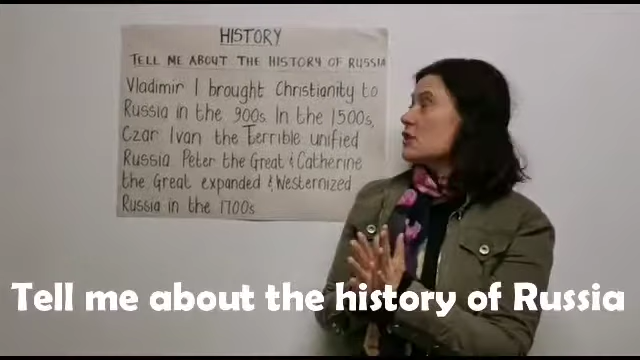 HISTORY
TELL ME ABOUT THE HISTORY OF RUSSIA
Vladimir I brought Christianity to
Russia in the 900s In the 1500s,
Czar Ivan the Terrible unified
Russia Peter the Great & Catherine
the Great expanded & Westernized
Russia in the 1700s
Tell me about the history of Russia